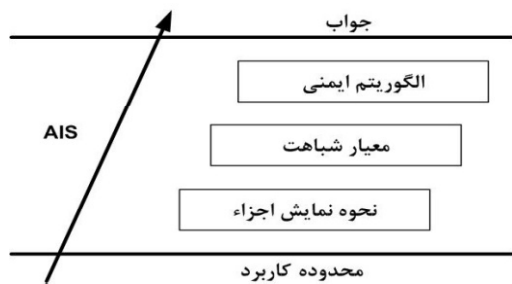 جواب
الگوریتم ایمنی
AIS
معیار شباهت
نحوه نمایش اجزاء
محدوده کاربرد